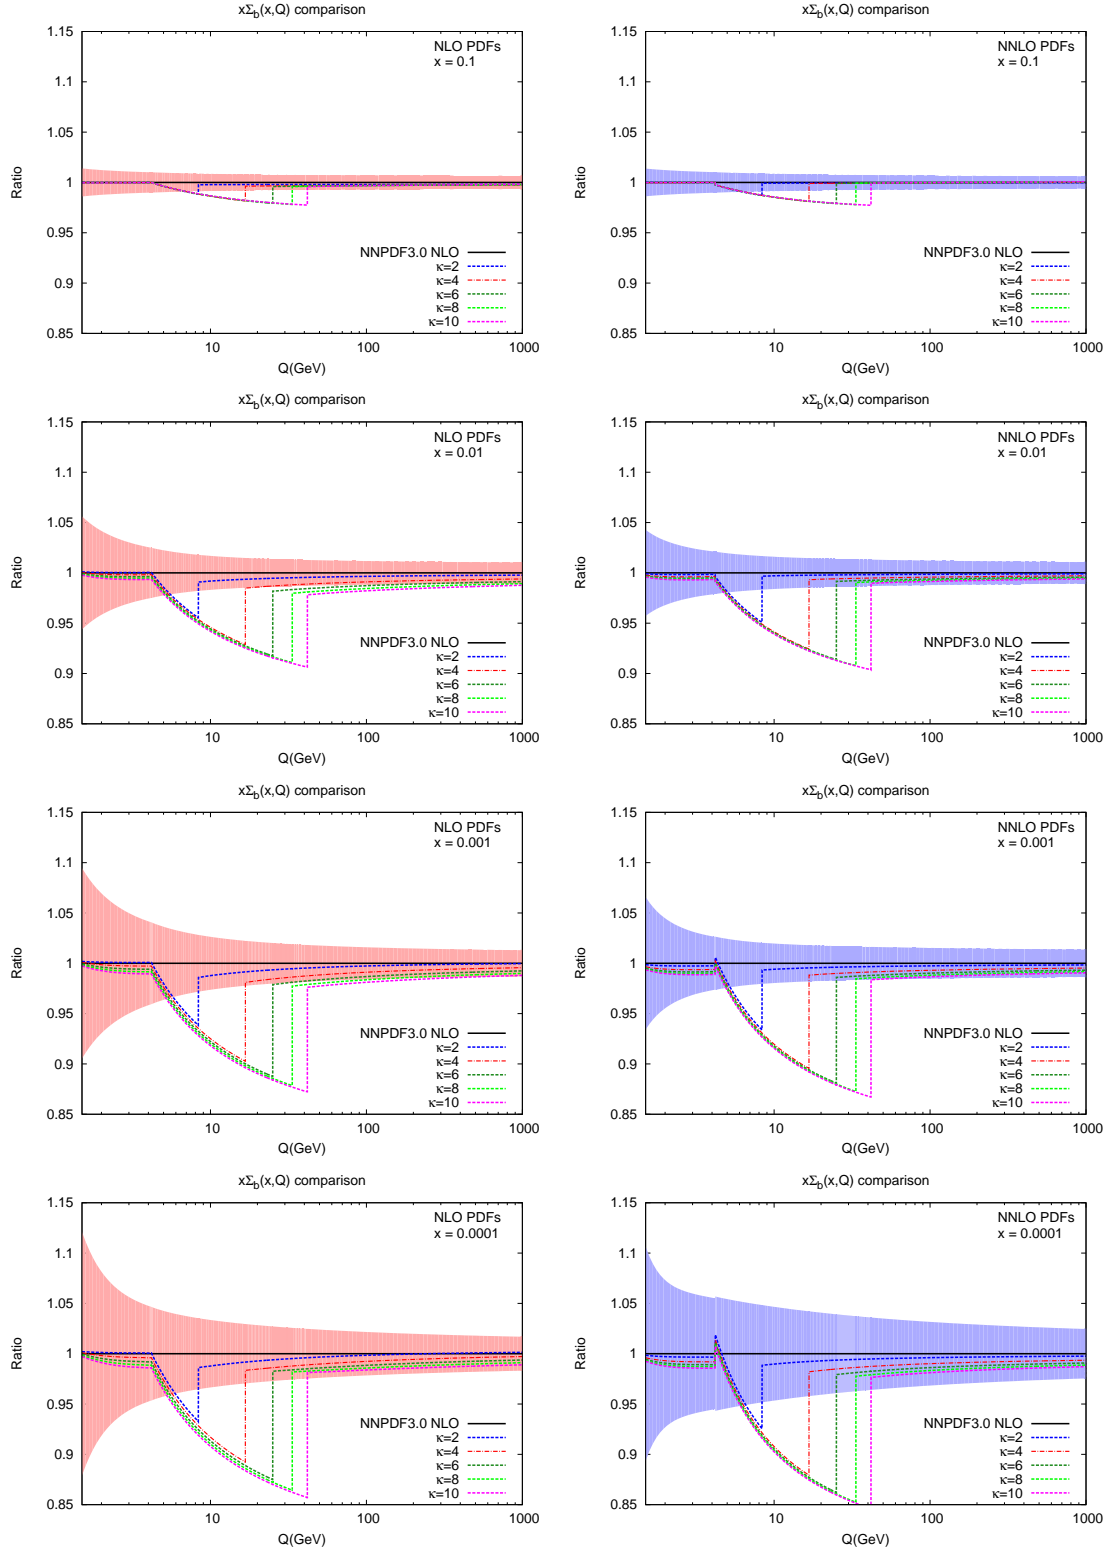 xΣb(x,Q) comparison
NLO PDFs
x = 0.1
Ratio
1.15
1.1
1.05
1
0.95
0.9
0.85
NNPDF3.0 NLO
κ=2
κ=4
κ=6
κ=8
κ=10
10 100 1000
Q(GeV)
xΣb(x,Q) comparison
NNLO PDFs
x = 0.1
Ratio
1.15
1.1
1.05
1
0.95
0.9
0.85
NNPDF3.0 NLO
κ=2
κ=4
κ=6
κ=8
κ=10
10 100 1000
Q(GeV)
xΣb(x,Q) comparison
NLO PDFs
x = 0.01
Ratio
1.15
1.1
1.05
1
0.95
0.9
0.85
NNPDF3.0 NLO
κ=2
κ=4
κ=6
κ=8
κ=10
10 100 1000
Q(GeV)
xΣb(x,Q) comparison
NNLO PDFs
x = 0.01
Ratio
1.15
1.1
1.05
1
0.95
0.9
0.85
NNPDF3.0 NLO
κ=2
κ=4
κ=6
κ=8
κ=10
10 100 1000
Q(GeV)
xΣb(x,Q) comparison
NLO PDFs
x = 0.001
Ratio
1.15
1.1
1.05
1
0.95
0.9
0.85
NNPDF3.0 NLO
κ=2
κ=4
κ=6
κ=8
κ=10
10 100 1000
Q(GeV)
xΣb(x,Q) comparison
NNLO PDFs
x = 0.001
Ratio
1.15
1.1
1.05
1
0.95
0.9
0.85
NNPDF3.0 NLO
κ=2
κ=4
κ=6
κ=8
κ=10
10 100 1000
Q(GeV)
xΣb(x,Q) comparison
NLO PDFs
x = 0.0001
Ratio
1.15
1.1
1.05
1
0.95
0.9
0.85
NNPDF3.0 NLO
κ=2
κ=4
κ=6
κ=8
κ=10
10 100 1000
Q(GeV)
xΣb(x,Q) comparison
NNLO PDFs
x = 0.0001
Ratio
1.15
1.1
1.05
1
0.95
0.9
0.85
NNPDF3.0 NLO
κ=2
κ=4
κ=6
κ=8
κ=10
10 100 1000
Q(GeV)